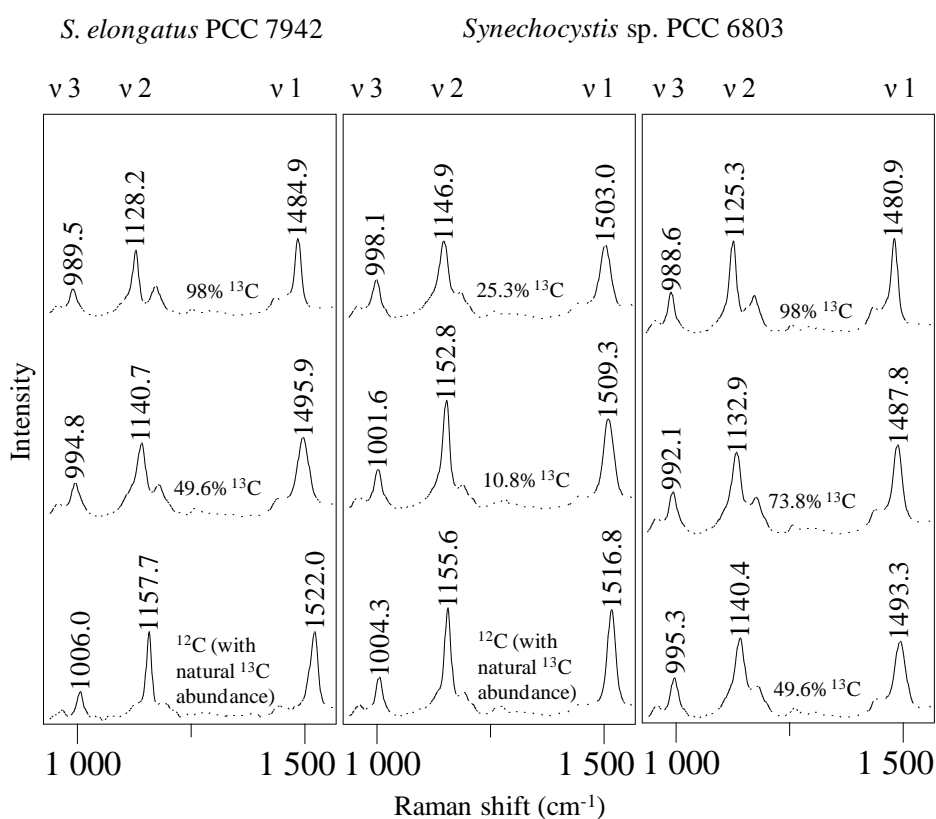 S. elongatus PCC 7942
Synechocystis sp. PCC 6803
ν 3 ν 2 ν 1
ν 3 ν 2 ν 1
ν 3 ν 2 ν 1
Intensity
989.5
1128.2
1484.9
98% ¹³C
994.8
1140.7
1495.9
49.6% ¹³C
1006.0
1157.7
1522.0
¹²C (with
natural ¹³C
abundance)
998.1
1146.9
1503.0
25.3% ¹³C
1001.6
1152.8
1509.3
10.8% ¹³C
1004.3
1155.6
1516.8
¹²C (with
natural ¹³C
abundance)
988.6
1125.3
1480.9
98% ¹³C
992.1
1132.9
1487.8
73.8% ¹³C
995.3
1140.4
1493.3
49.6% ¹³C
1 000 1 500
1 000 1 500
1 000 1 500
Raman shift (cm⁻¹)